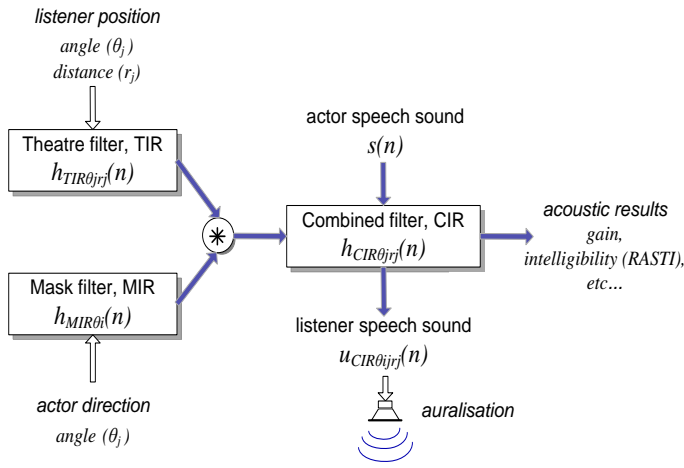 listener position
angle (θj )
distance (rj)
Theatre filter, TIR
hTIRθjrj(n)
Mask filter, MIR
hMIRθi(n)
actor direction
angle (θj )
*
actor speech sound
s(n)
Combined filter, CIR
hCIRθjrj(n)
listener speech sound
uCIRθijrj(n)
auralisation
acoustic results
gain,
intelligibility (RASTI),
etc...